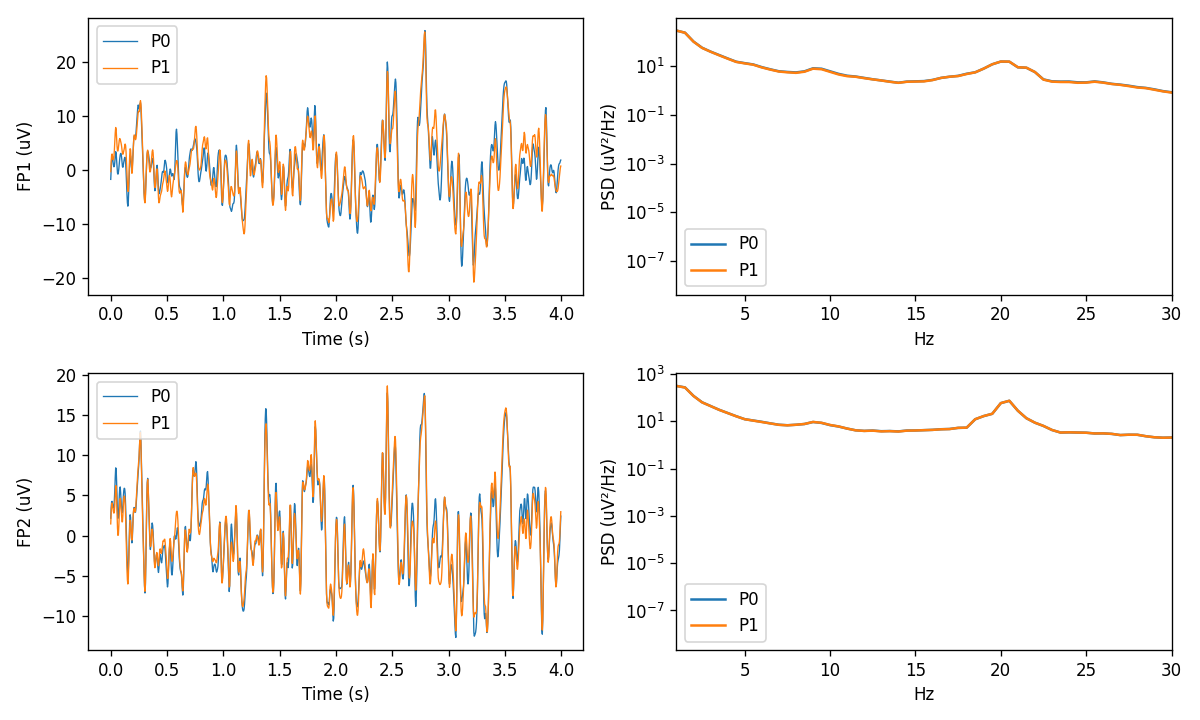 FP1 (uV)
20
10
0
−10
−20
P0
P1
0.0 0.5 1.0 1.5 2.0 2.5 3.0 3.5 4.0
Time (s)
PSD (uV²/Hz)
10¹
10⁻¹
10⁻³
10⁻⁵
10⁻⁷
P0
P1
5 10 15 20 25 30
Hz
FP2 (uV)
20
15
10
5
0
−5
−10
P0
P1
0.0 0.5 1.0 1.5 2.0 2.5 3.0 3.5 4.0
Time (s)
PSD (uV²/Hz)
10³
10¹
10⁻¹
10⁻³
10⁻⁵
10⁻⁷
P0
P1
5 10 15 20 25 30
Hz